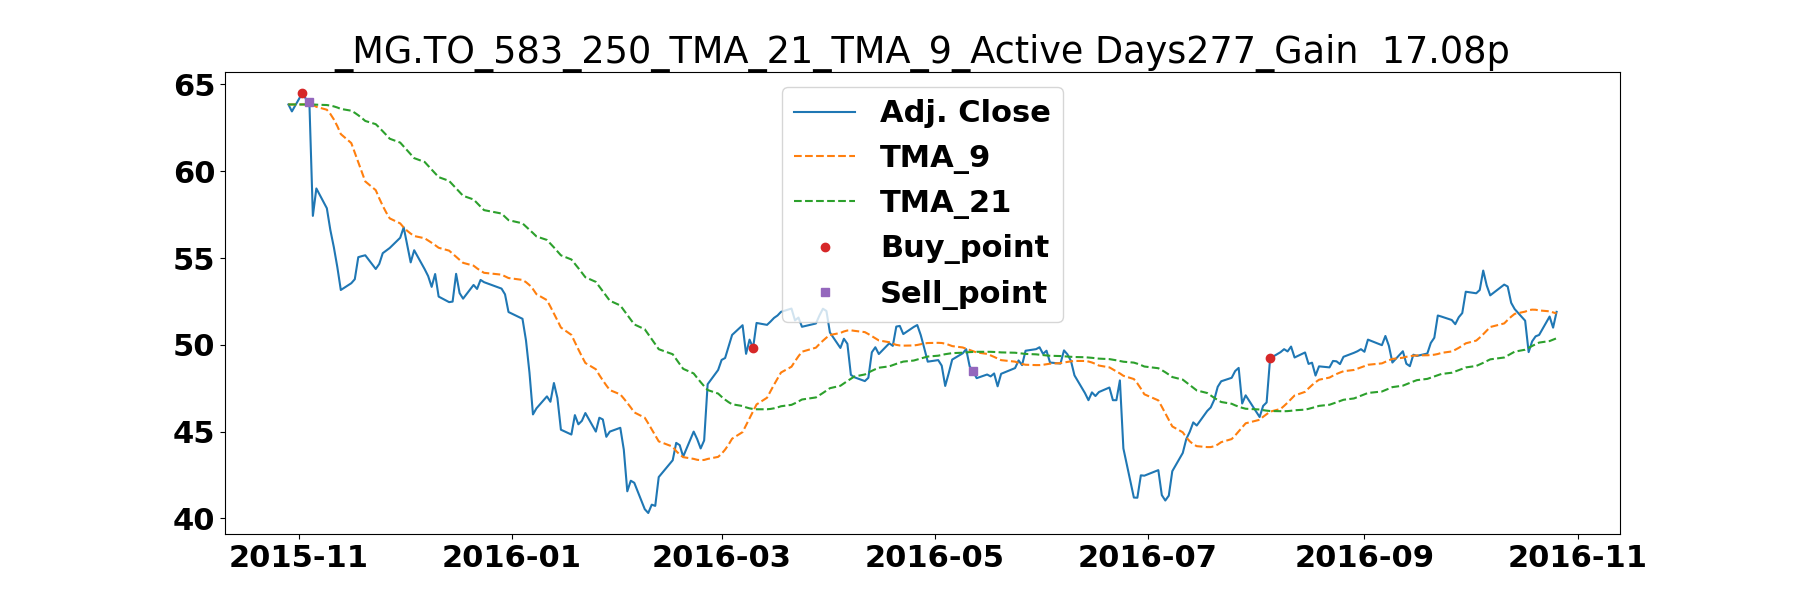 _MG.TO_583_250_TMA_21_TMA_9_Active Days277_Gain  17.08p
65
60
55
50
45
40
Adj. Close
TMA_9
TMA_21
Buy_point
Sell_point
2015-11
2016-01
2016-03
2016-05
2016-07
2016-09
2016-11